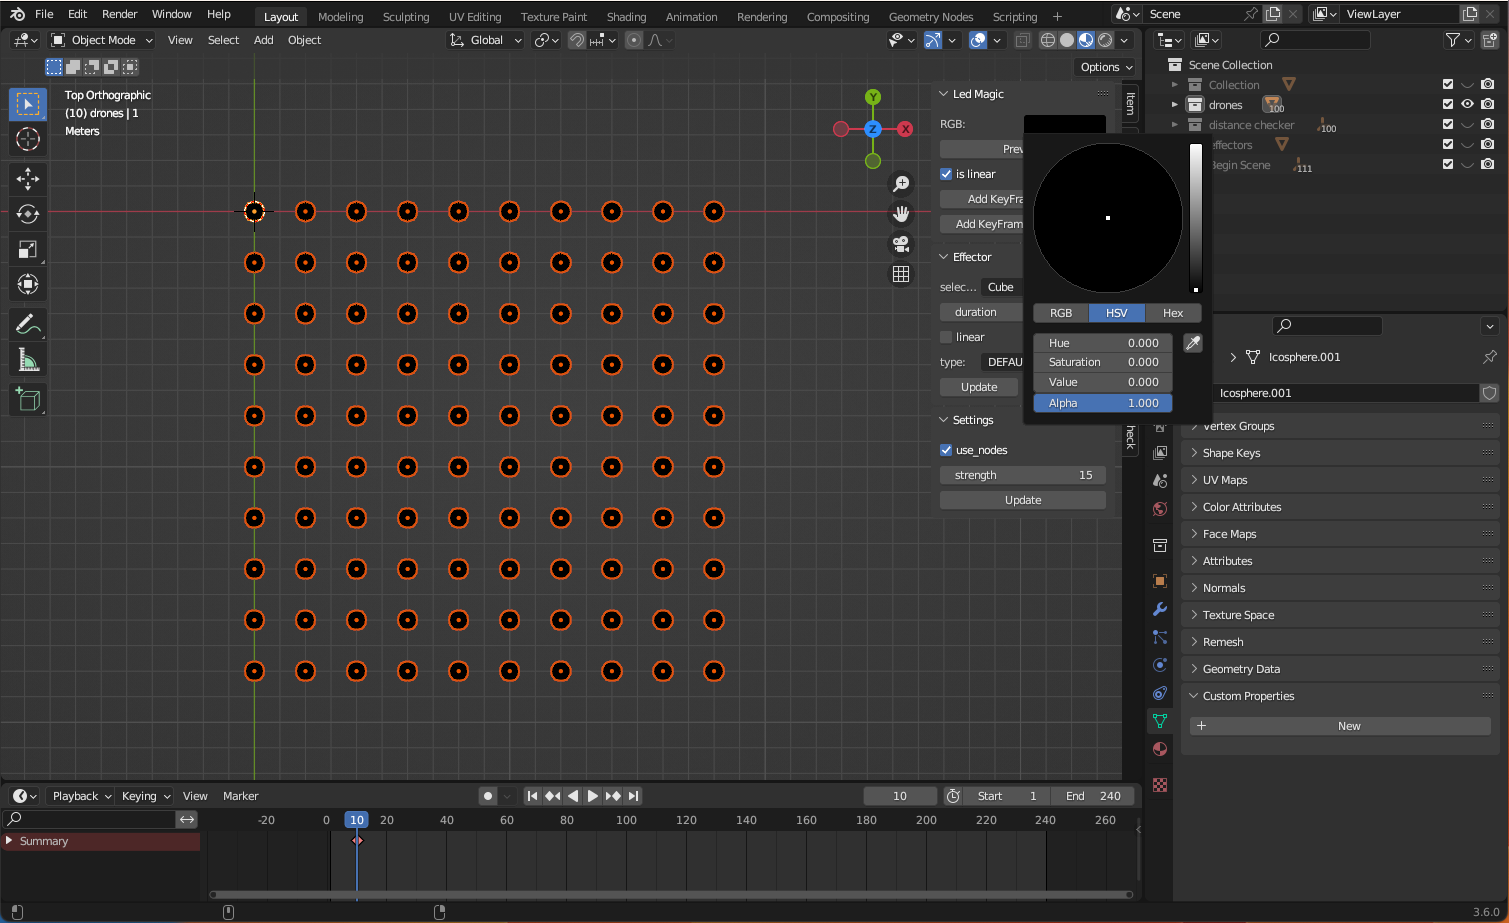 File Edit Render Window Help Layout Modeling Sculpting UV Editing Texture Paint Shading Animation Rendering Compositing Geometry Nodes Scripting + Scene ViewLayer
Object Mode View Select Add Object Global
Options
Top Orthographic
(10) drones | 1
Meters
Y
X
Z
Led Magic
RGB:
Prev
is linear
Add KeyFra
Add KeyFram
Effector
selec... Cube
duration
linear
type: DEFAU
Update
Settings
use_nodes
strength 15
Update
Item
heck
RGB HSV Hex
Hue 0.000
Saturation 0.000
Value 0.000
Alpha 1.000
Scene Collection
Collection
drones 100
distance checker 100
effectors
Begin Scene 111
Icosphere.001
Icosphere.001
Vertex Groups
Shape Keys
UV Maps
Color Attributes
Face Maps
Attributes
Normals
Texture Space
Remesh
Geometry Data
Custom Properties
+ New
Playback Keying View Marker 10 Start 1 End 240
-20 0 10 20 40 60 80 100 120 140 160 180 200 220 240 260
Summary
3.6.0